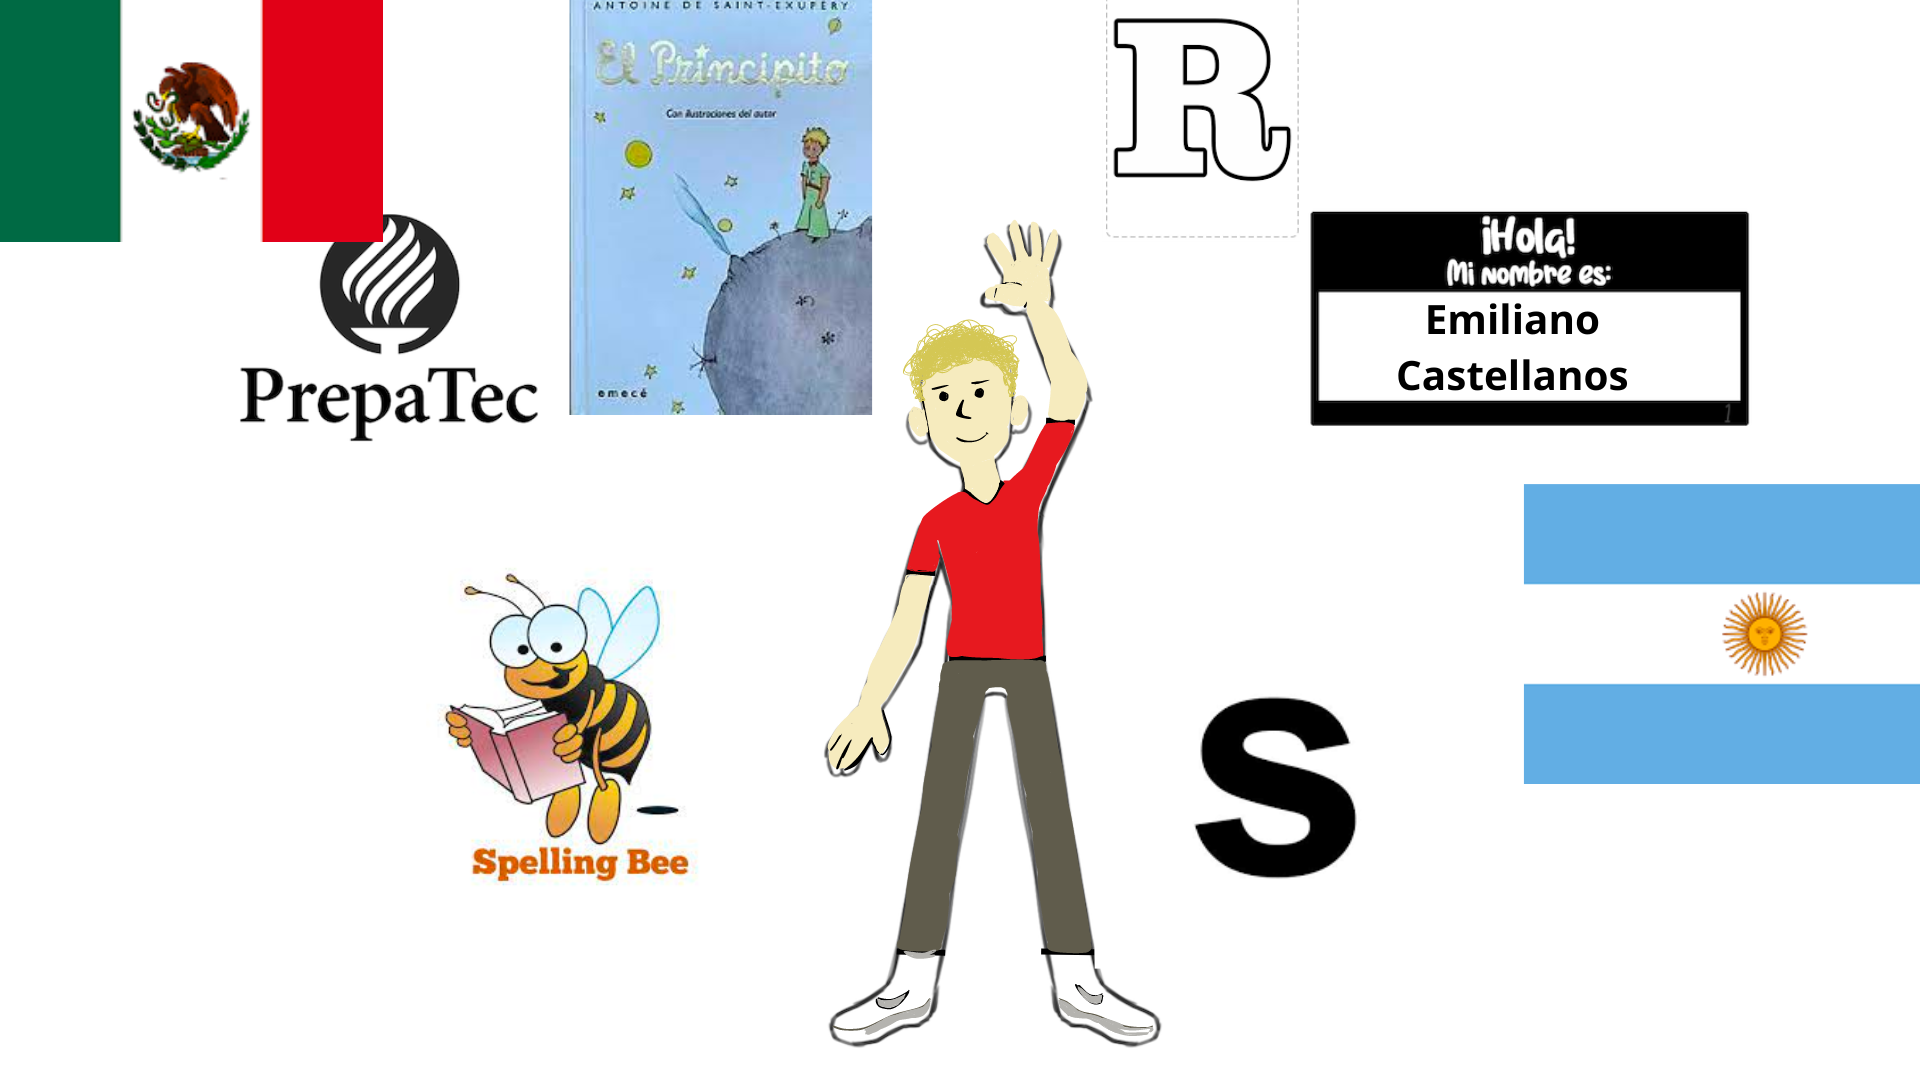 ANTOINE DE SAINT-EXUPÉRY
El Principito
Con ilustraciones del autor
emecé
R
¡Hola!
Mi nombre es:
Emiliano
Castellanos
1
PrepaTec
Spelling Bee
S